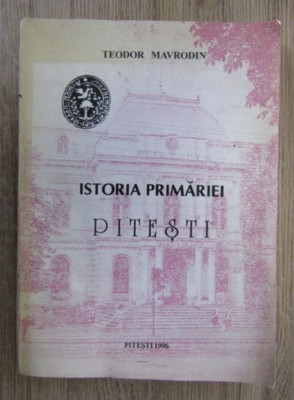 TEODOR MAVRODIN
ISTORIA PRIMĂRIEI
PITEȘTI
PITEȘTI 1996